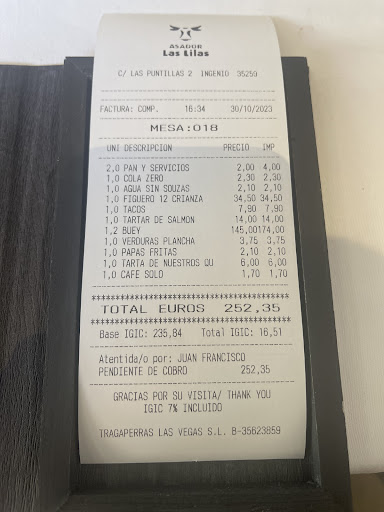 ASADOR
Las Lilas
C/ LAS PUNTILLAS 2 INGENIO 35259
FACTURA: COMP. 16:34 30/10/2023
MESA:01B
UNI DESCRIPCION PRECIO IMP
2,0 PAN Y SERVICIOS 2,00 4,00
1,0 COLA ZERO 2,30 2,30
1,0 AGUA SIN SOUZAS 2,10 2,10
1,0 FIGUERO 12 CRIANZA 34,50 34,50
1,0 TACOS 7,90 7,90
1,0 TARTAR DE SALMON 14,00 14,00
1,2 BUEY 145,00174,00
1,0 VERDURAS PLANCHA 3,75 3,75
1,0 PAPAS FRITAS 2,10 2,10
1,0 TARTA DE NUESTROS QU 6,00 6,00
1,0 CAFE SOLO 1,70 1,70
TOTAL EUROS 252,35
Base IGIC: 235,84 Total IGIC: 16,51
Atentida/o por: JUAN FRANCISCO
PENDIENTE DE COBRO 252,35
GRACIAS POR SU VISITA/ THANK YOU
IGIC 7% INCLUIDO
TRAGAPERRAS LAS VEGAS S.L. B-35623859